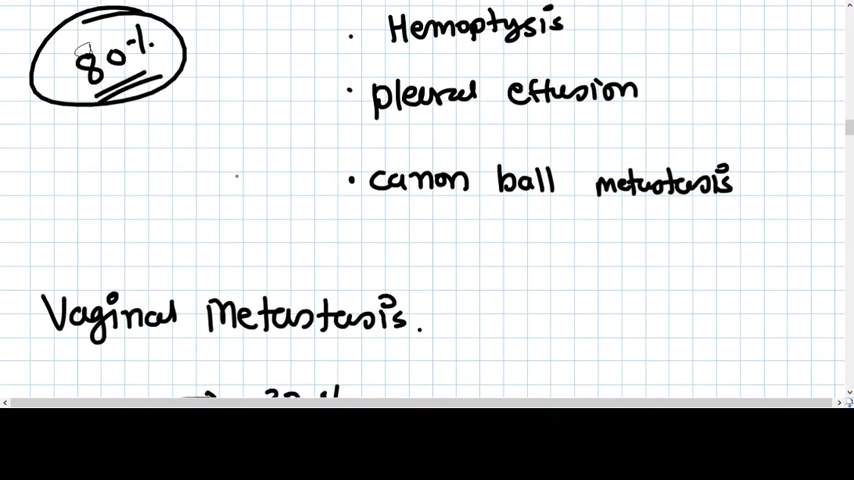 80%
· Hemoptysis
· pleural effusion
· canon ball metastasis
Vaginal Metastasis.